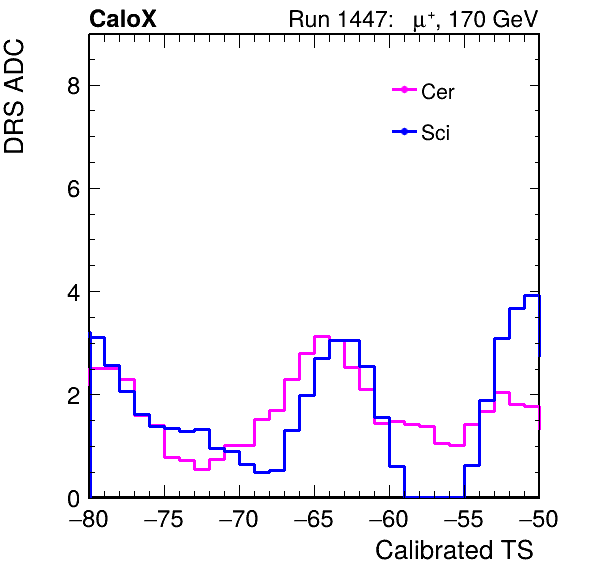 CaloX Run 1447: μ⁺, 170 GeV
DRS ADC
8
6
4
2
0
Cer
Sci
−80 −75 −70 −65 −60 −55 −50
Calibrated TS